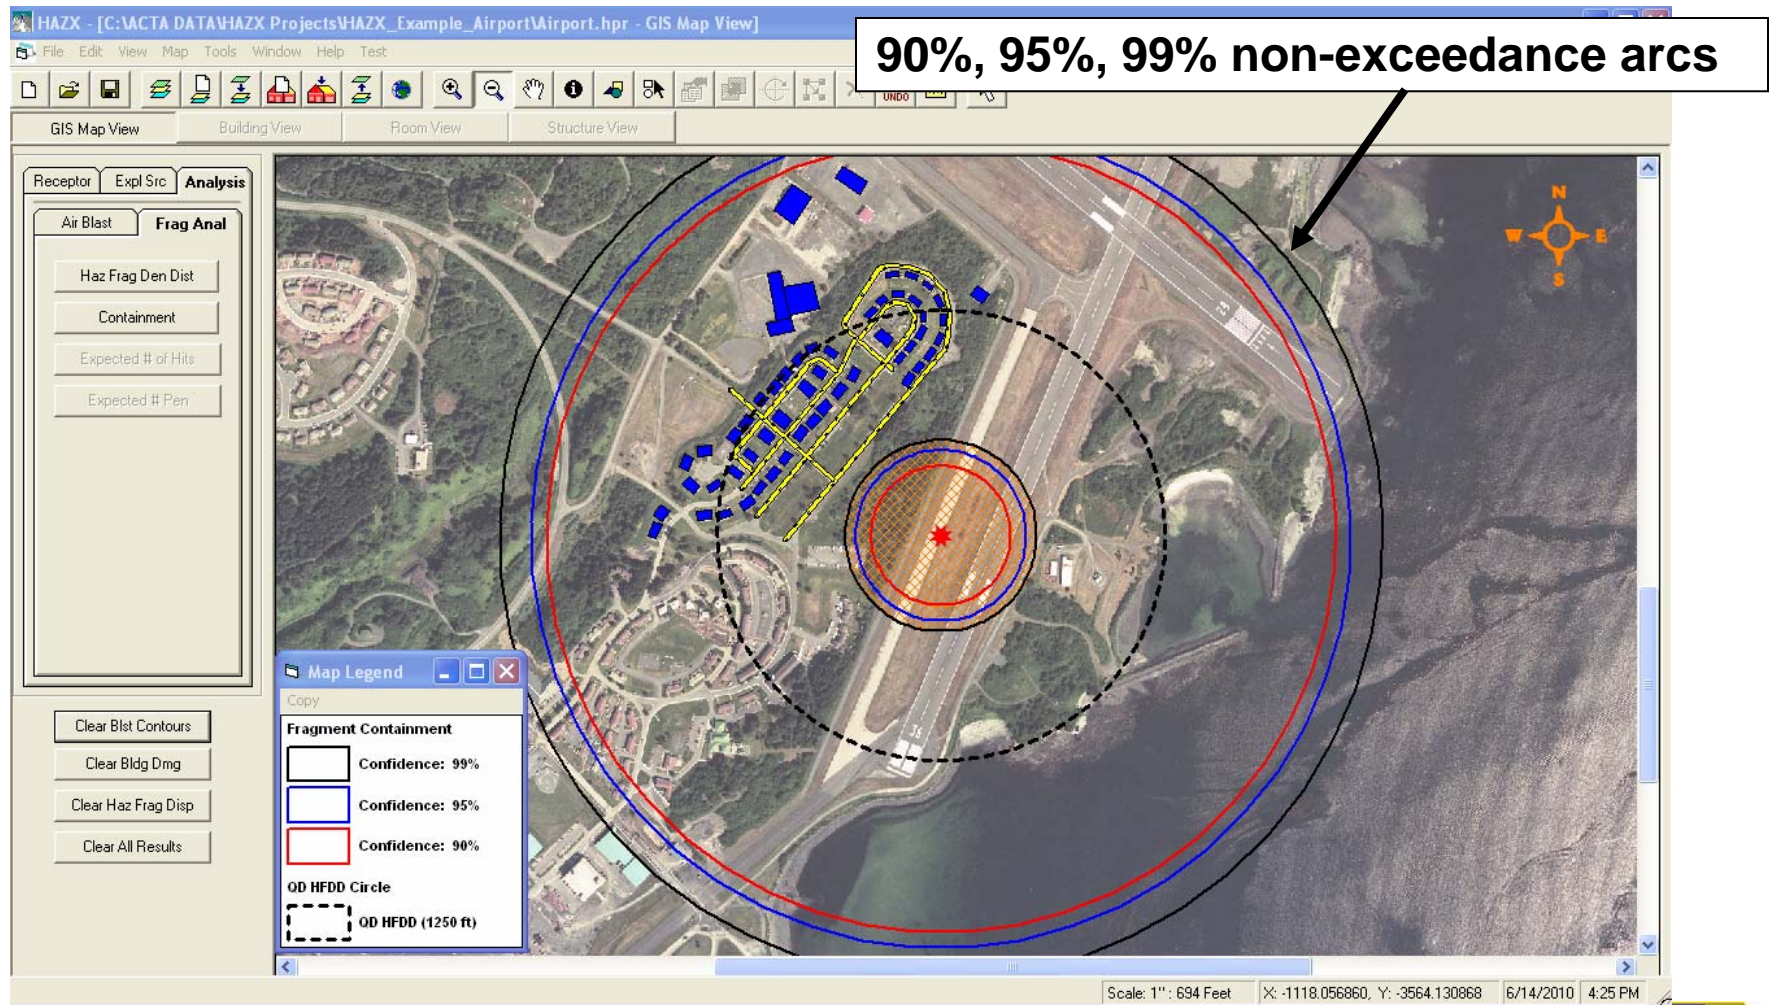 HAZX - [C:\ACTA DATA\HAZX Projects\HAZX_Example_Airport\Airport.hpr - GIS Map View]
90%, 95%, 99% non-exceedance arcs
File Edit View Map Tools Window Help Test
UNDO
GIS Map View Building View Room View Structure View
Receptor Expl Src Analysis
Air Blast Frag Anal
Haz Frag Den Dist
Containment
Expected # of Hits
Expected # Pen
Clear Blst Contours
Clear Bldg Dmg
Clear Haz Frag Disp
Clear All Results
N
W E
S
29
36
Map Legend
Copy
Fragment Containment
Confidence: 99%
Confidence: 95%
Confidence: 90%
QD HFDD Circle
QD HFDD (1250 ft)
Scale: 1" : 694 Feet X: -1118.056860, Y: -3564.130868 6/14/2010 4:25 PM